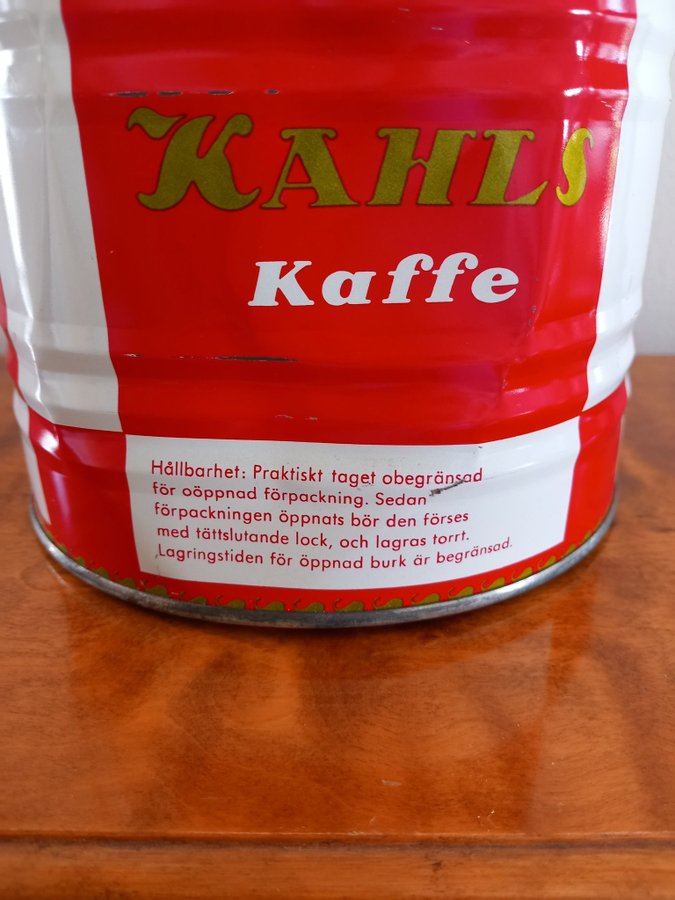 KAHLS
Kaffe
Hållbarhet: Praktiskt taget obegränsad
för oöppnad förpackning. Sedan
förpackningen öppnats bör den förses
med tättslutande lock, och lagras torrt.
Lagringstiden för öppnad burk är begränsad.